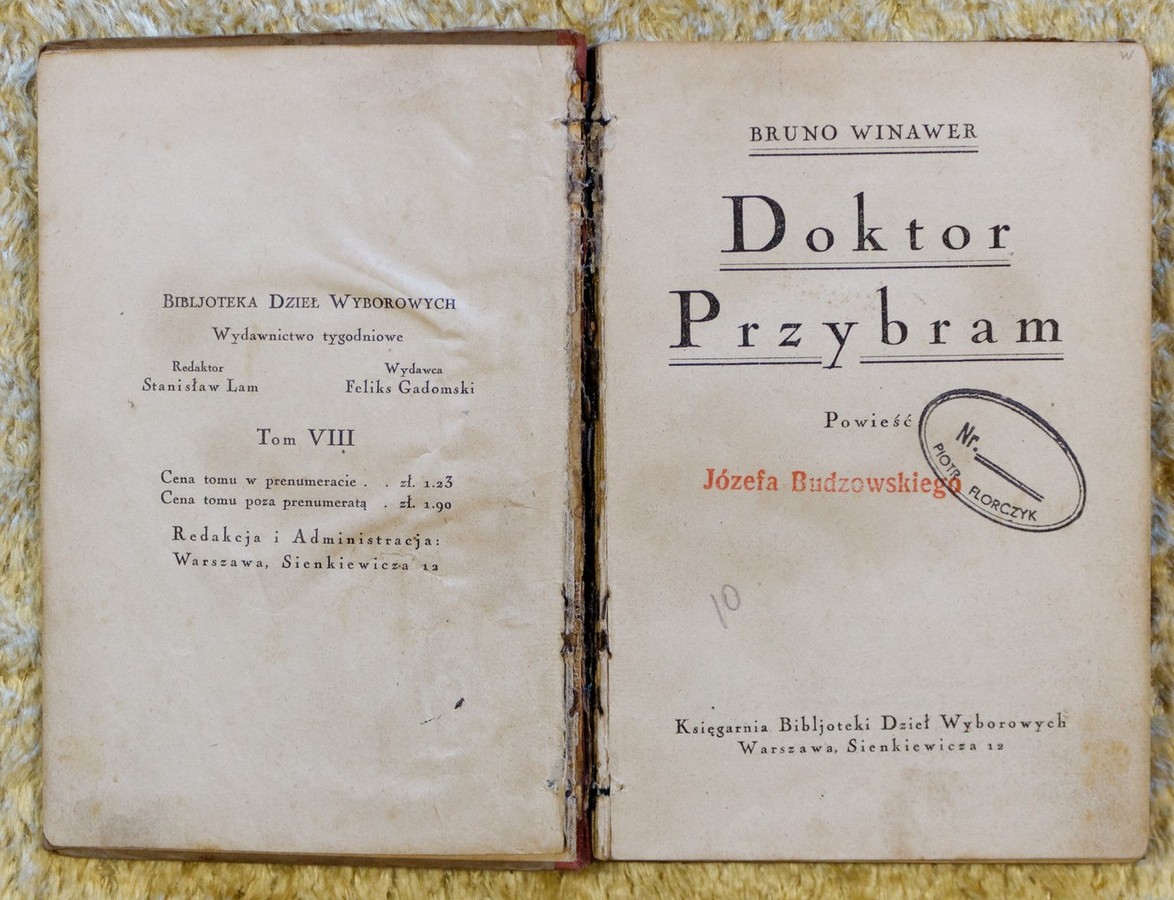 BIBLJOTEKA DZIEŁ WYBOROWYCH
Wydawnictwo tygodniowe
Redaktor
Stanisław Lam
Wydawca
Feliks Gadomski
Tom VIII
Cena tomu w prenumeracie . . zł. 1.23
Cena tomu poza prenumeratą . zł. 1.90
Redakcja i Administracja:
Warszawa, Sienkiewicza 12
w
BRUNO WINAWER
Doktor
Przybram
Powieść
Nr.
PIOTR FLORCZYK
Józefa Budzowskiego
10
Księgarnia Bibljoteki Dzieł Wyborowych
Warszawa, Sienkiewicza 12